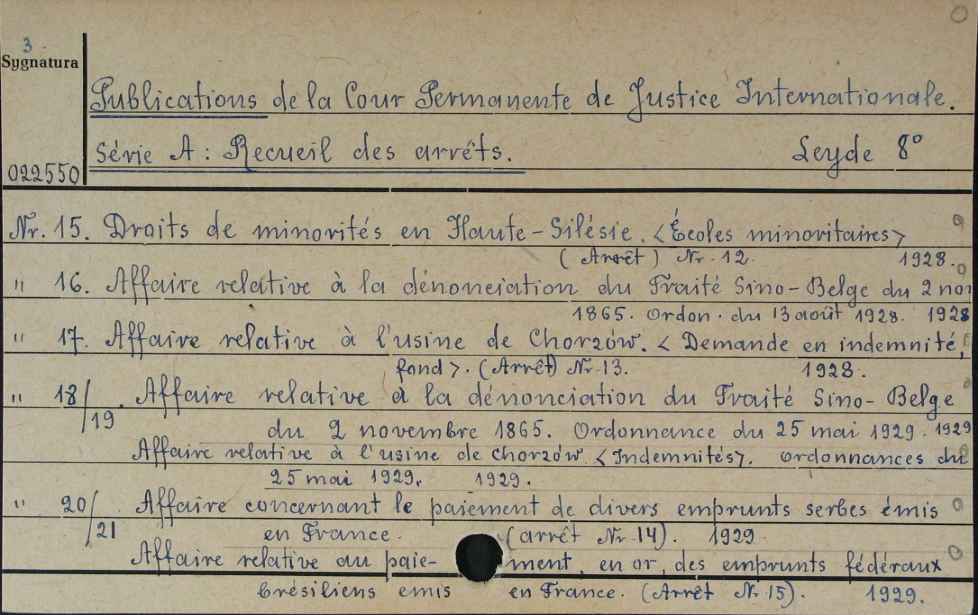 3
Sygnatura
Publications de la Cour Permanente de Justice Internationale.
Série A: Recueil des arrêts. Leyde 8°
022550
Nr. 15. Droits de minorités en Haute-Silésie. <Écoles minoritaires>
(Arrêt) Nr. 12. 1928.
" 16. Affaire relative à la dénonciation du Traité Sino-Belge du 2 nov
1865. Ordon. du 13 août 1928. 1928
" 17. Affaire relative à l'usine de Chorzów. <Demande en indemnité,
fond>. (Arrêt) Nr. 13. 1928.
" 18/19. Affaire relative à la dénonciation du Traité Sino-Belge
du 2 novembre 1865. Ordonnance du 25 mai 1929. 1929
Affaire relative à l'usine de Chorzów <Indemnités>. Ordonnances du
25 mai 1929. 1929.
" 20/21 Affaire concernant le paiement de divers emprunts serbes émis
en France. (arrêt Nr. 14). 1929
Affaire relative au paie-ment, en or, des emprunts fédéraux
brésiliens emis en France. (Arrêt Nr. 15). 1929.